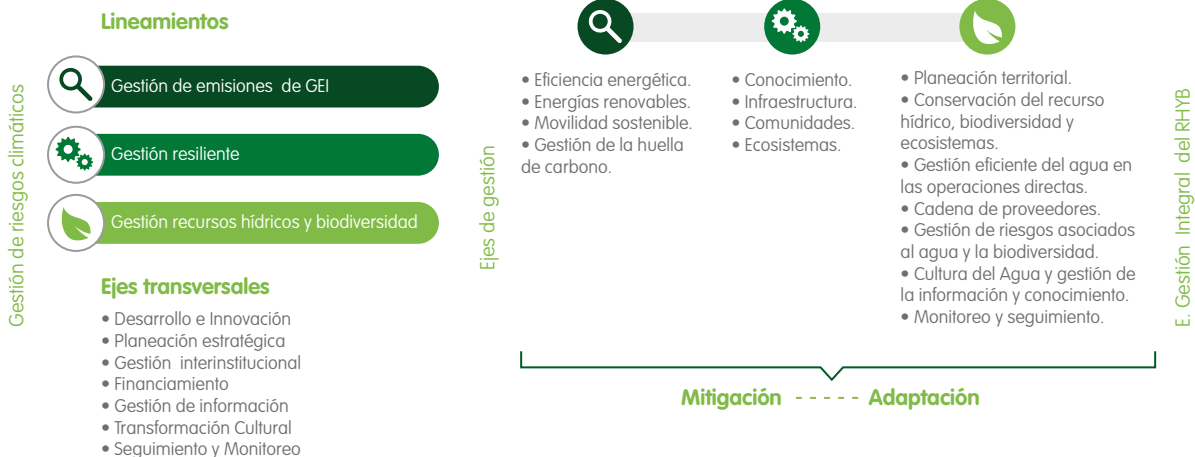 Gestión de riesgos climáticos
Lineamientos
Gestión de emisiones de GEI
Gestión resiliente
Gestión recursos hídricos y biodiversidad
Ejes transversales
• Desarrollo e Innovación
• Planeación estratégica
• Gestión interinstitucional
• Financiamiento
• Gestión de información
• Transformación Cultural
• Seguimiento y Monitoreo
Ejes de gestión
• Eficiencia energética.
• Energías renovables.
• Movilidad sostenible.
• Gestión de la huella
de carbono.
• Conocimiento.
• Infraestructura.
• Comunidades.
• Ecosistemas.
• Planeación territorial.
• Conservación del recurso
hídrico, biodiversidad y
ecosistemas.
• Gestión eficiente del agua en
las operaciones directas.
• Cadena de proveedores.
• Gestión de riesgos asociados
al agua y la biodiversidad.
• Cultura del Agua y gestión de
la información y conocimiento.
• Monitoreo y seguimiento.
E. Gestión Integral del RHYB
Mitigación - - - - - Adaptación